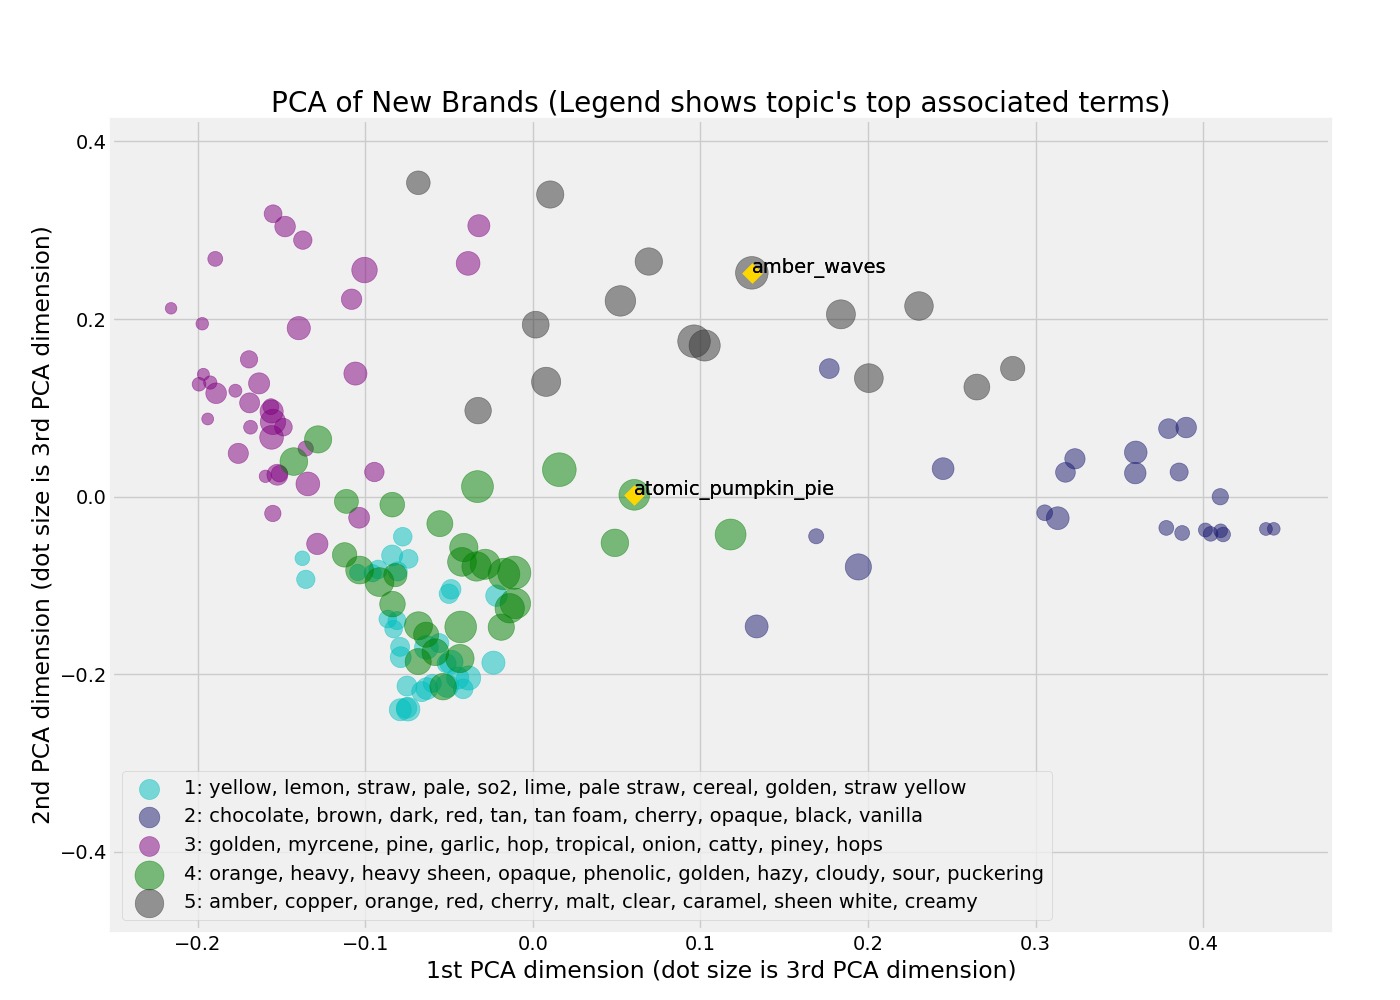 PCA of New Brands (Legend shows topic's top associated terms)
0.4
0.2
0.0
−0.2
−0.4
2nd PCA dimension (dot size is 3rd PCA dimension)
amber_waves
atomic_pumpkin_pie
1: yellow, lemon, straw, pale, so2, lime, pale straw, cereal, golden, straw yellow
2: chocolate, brown, dark, red, tan, tan foam, cherry, opaque, black, vanilla
3: golden, myrcene, pine, garlic, hop, tropical, onion, catty, piney, hops
4: orange, heavy, heavy sheen, opaque, phenolic, golden, hazy, cloudy, sour, puckering
5: amber, copper, orange, red, cherry, malt, clear, caramel, sheen white, creamy
−0.2 −0.1 0.0 0.1 0.2 0.3 0.4
1st PCA dimension (dot size is 3rd PCA dimension)